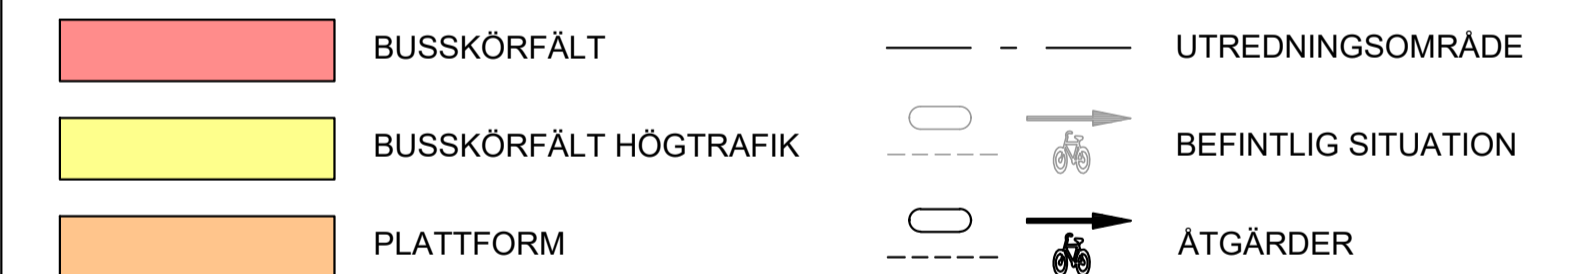 BUSSKÖRFÄLT
BUSSKÖRFÄLT HÖGTRAFIK
PLATTFORM
UTREDNINGSOMRÅDE
BEFINTLIG SITUATION
ÅTGÄRDER